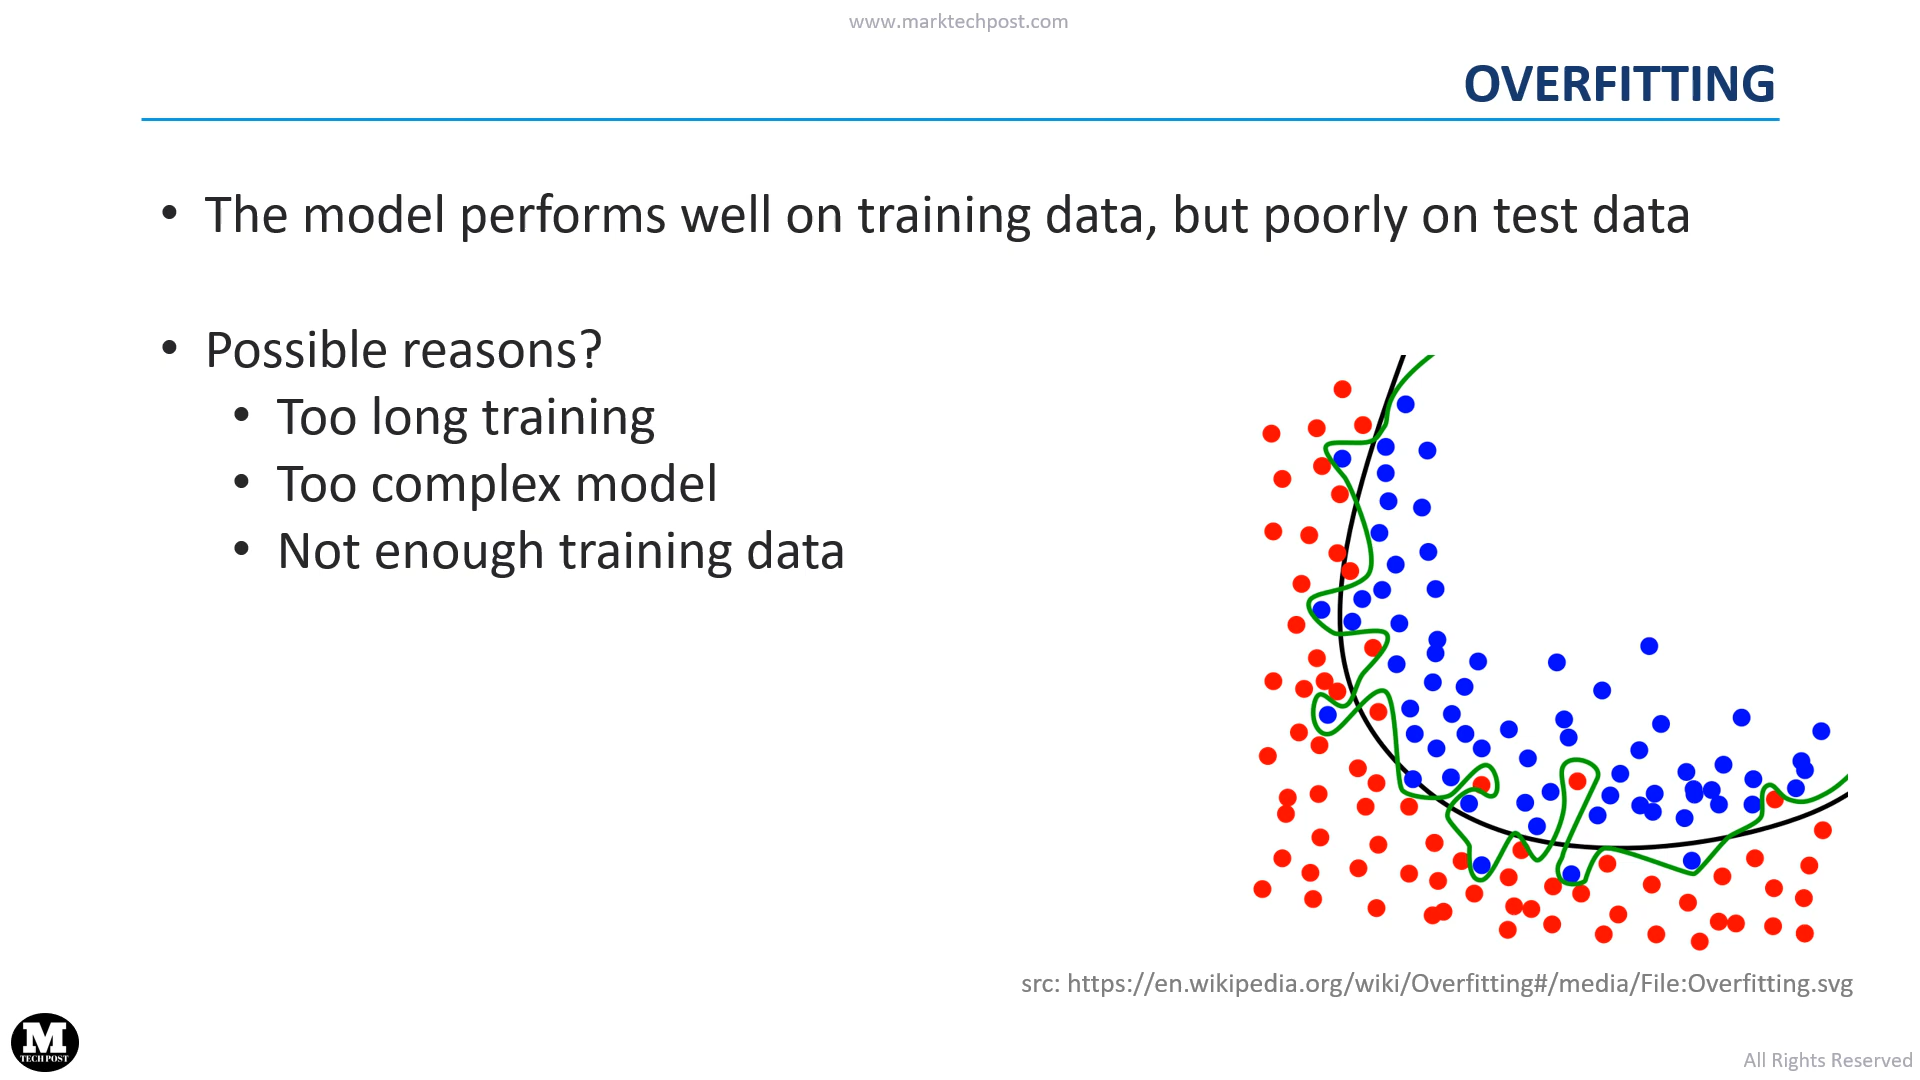 www.marktechpost.com
OVERFITTING
• The model performs well on training data, but poorly on test data
• Possible reasons?
• Too long training
• Too complex model
• Not enough training data
src: https://en.wikipedia.org/wiki/Overfitting#/media/File:Overfitting.svg
M
TECH POST
All Rights Reserved